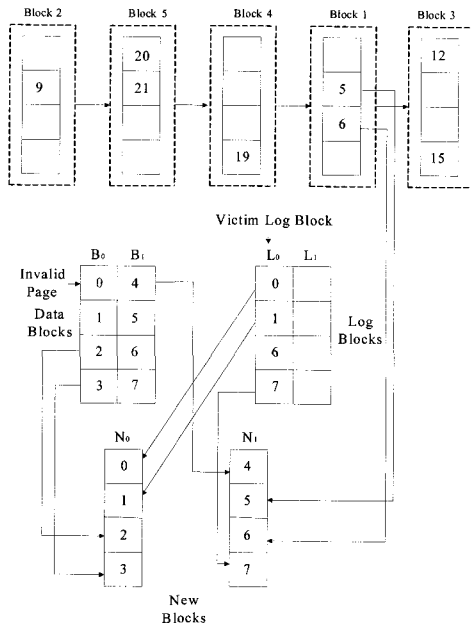 Block 2 Block 5 Block 4 Block 1 Block 3
20 12
9 21 5
6
19 15
Victim Log Block
B0 B1 L0 L1
Invalid Page 0 4 0
Data Blocks 1 5 1 Log Blocks
2 6 6
3 7 7
N0 N1
0 4
1 5
2 6
3 7
New Blocks